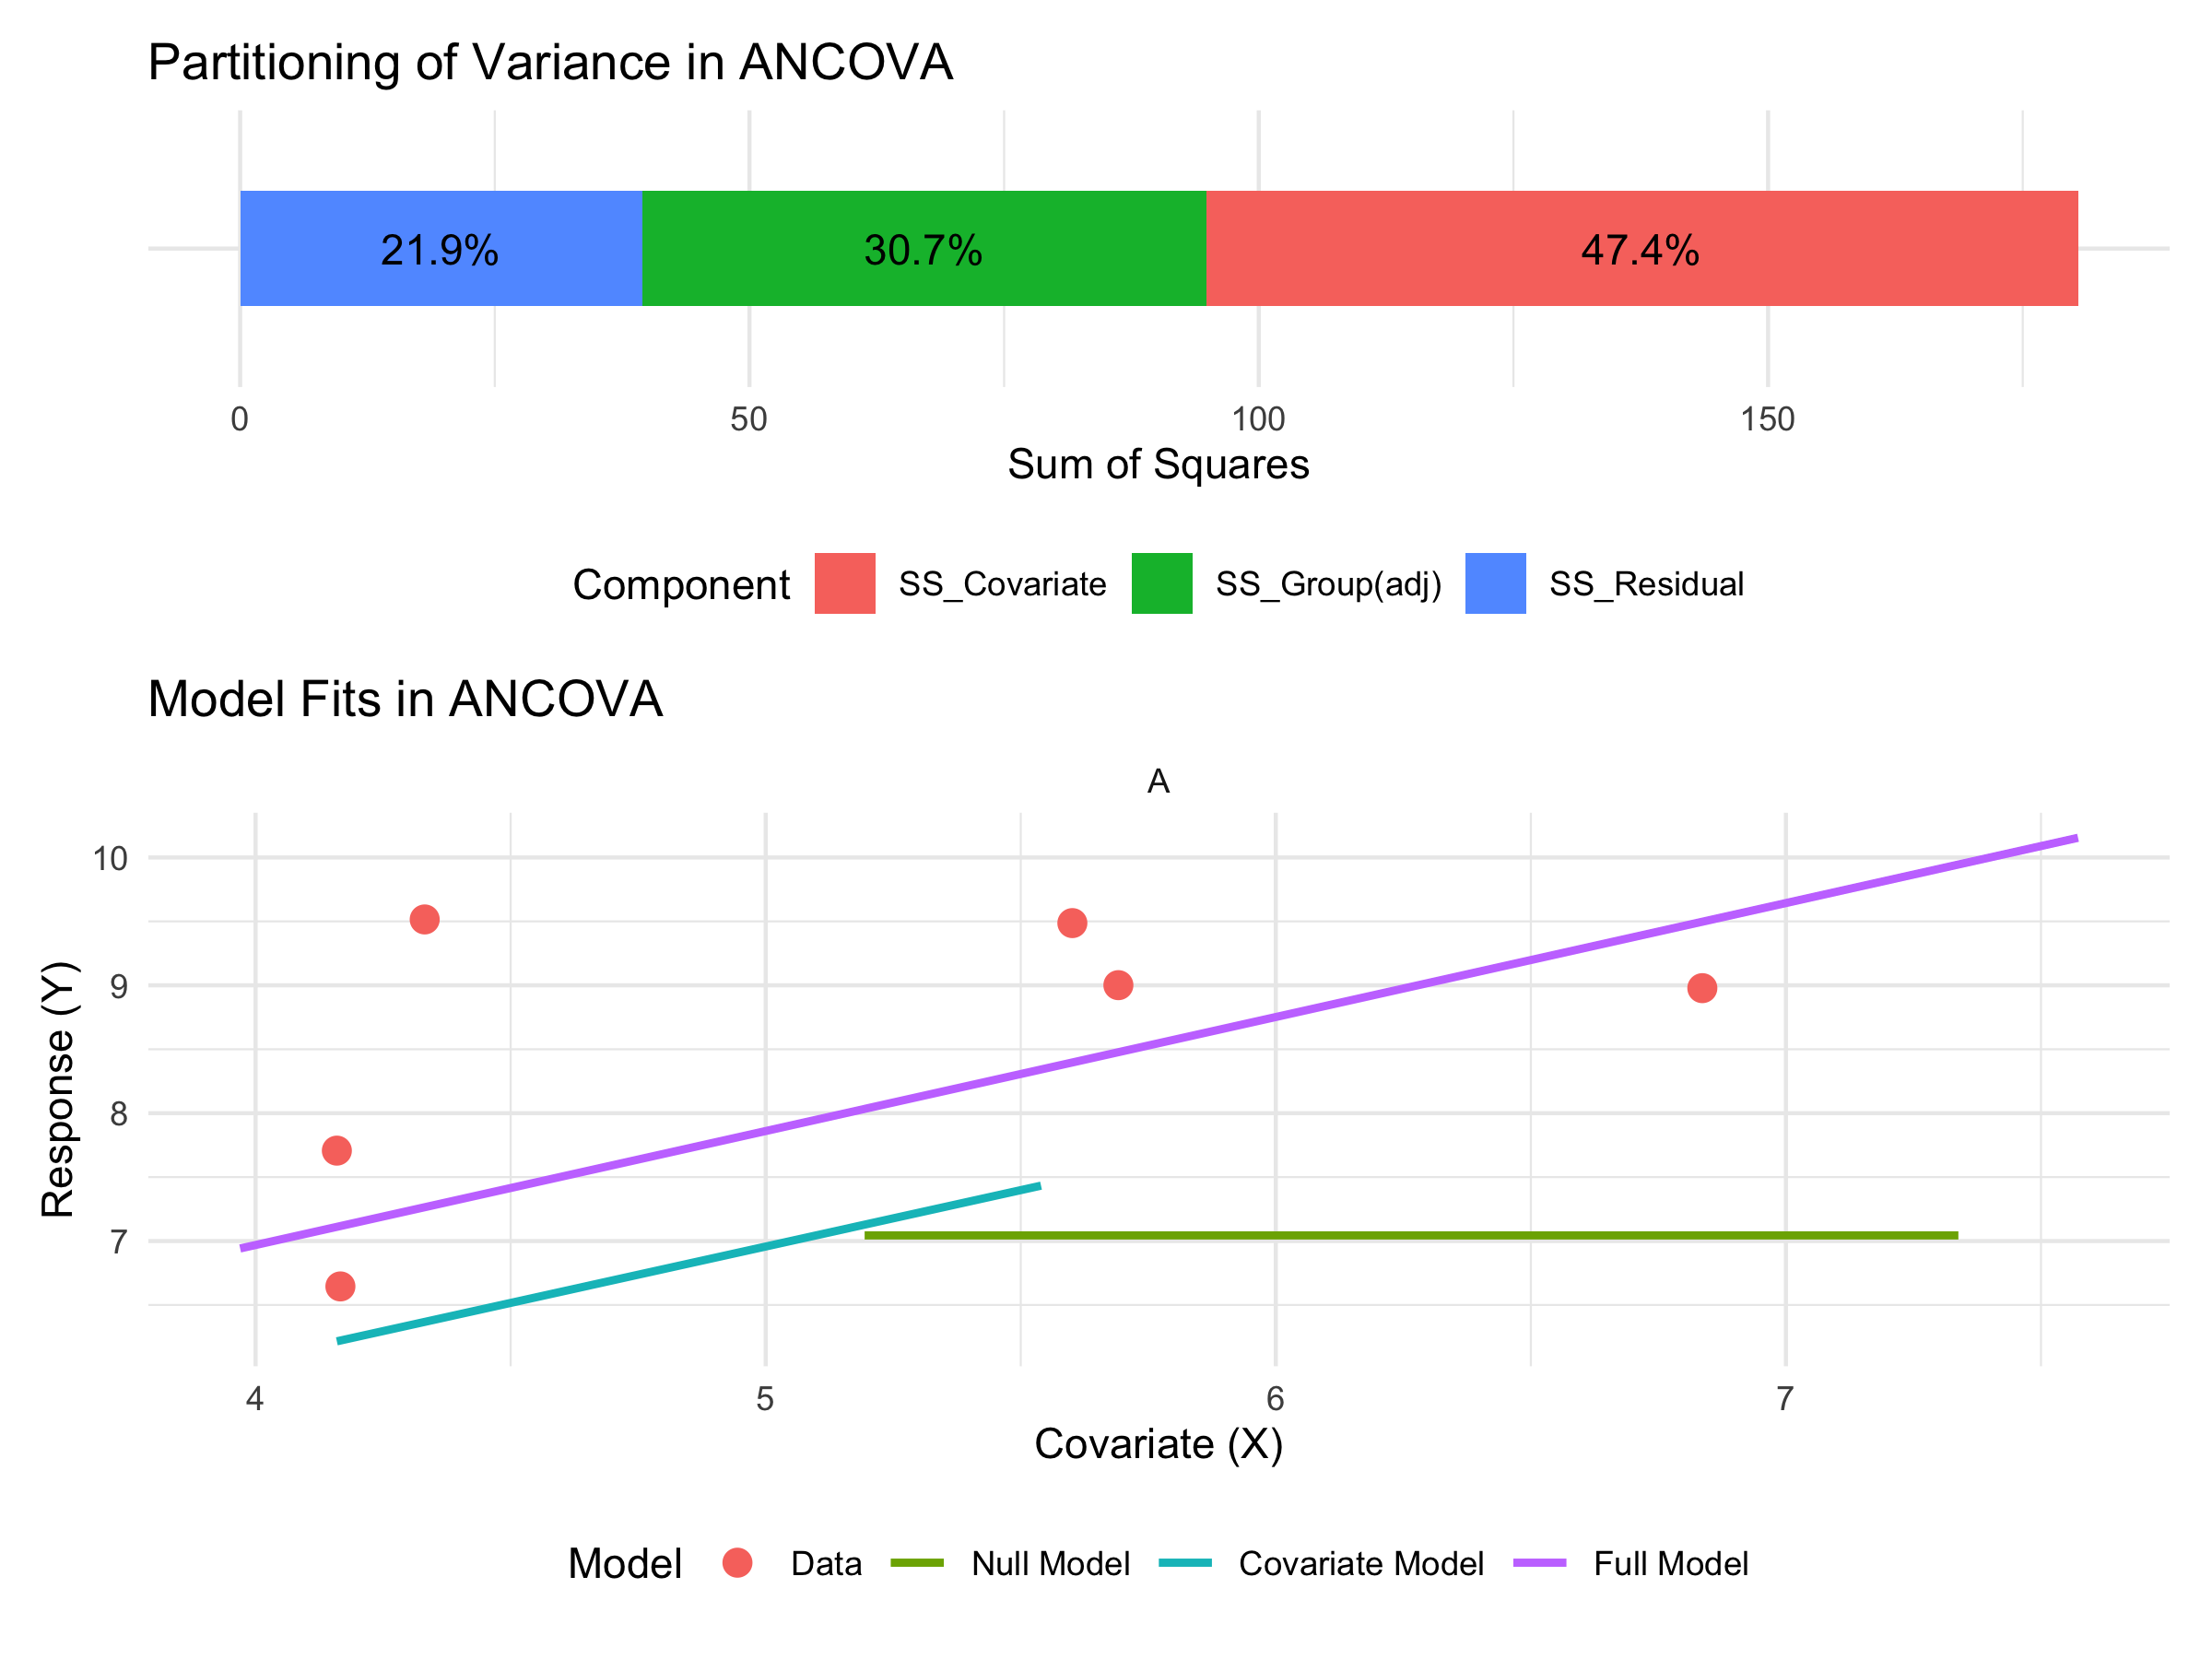 Partitioning of Variance in ANCOVA
21.9% 30.7% 47.4%
0 50 100 150
Sum of Squares
Component SS_Covariate SS_Group(adj) SS_Residual
Model Fits in ANCOVA
A
10
9
8
7
Response (Y)
4 5 6 7
Covariate (X)
Model Data Null Model Covariate Model Full Model